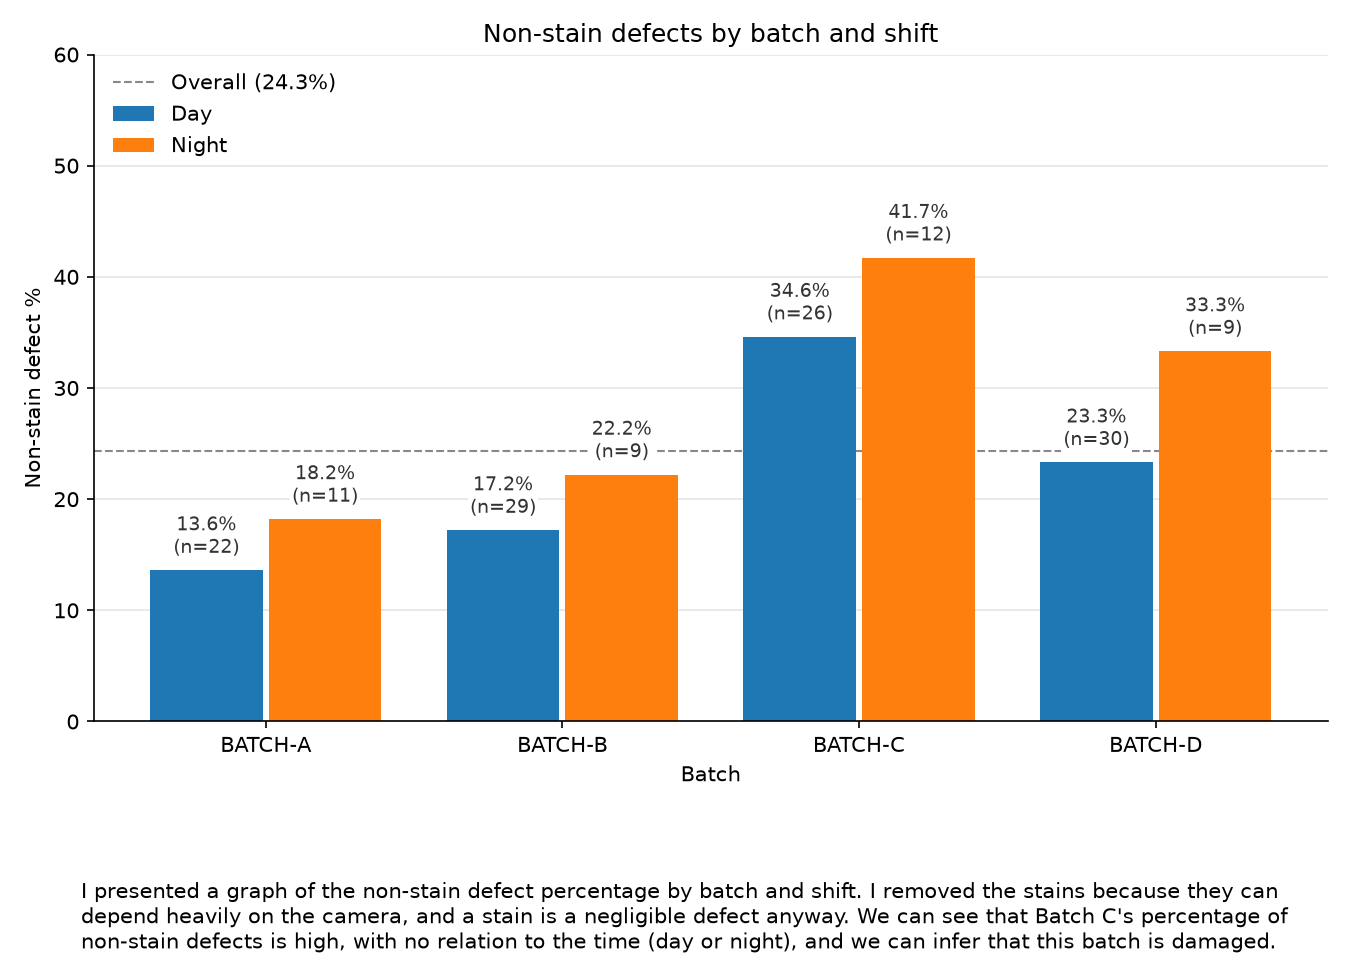 Non-stain defects by batch and shift
60
Overall (24.3%)
Day
Night
50
41.7%
(n=12)
40
34.6%
(n=26)
33.3%
(n=9)
30
23.3%
(n=30)
22.2%
(n=9)
18.2%
(n=11)
20
17.2%
(n=29)
13.6%
(n=22)
10
0
Non-stain defect %
BATCH-A BATCH-B BATCH-C BATCH-D
Batch
I presented a graph of the non-stain defect percentage by batch and shift. I removed the stains because they can
depend heavily on the camera, and a stain is a negligible defect anyway. We can see that Batch C's percentage of
non-stain defects is high, with no relation to the time (day or night), and we can infer that this batch is damaged.